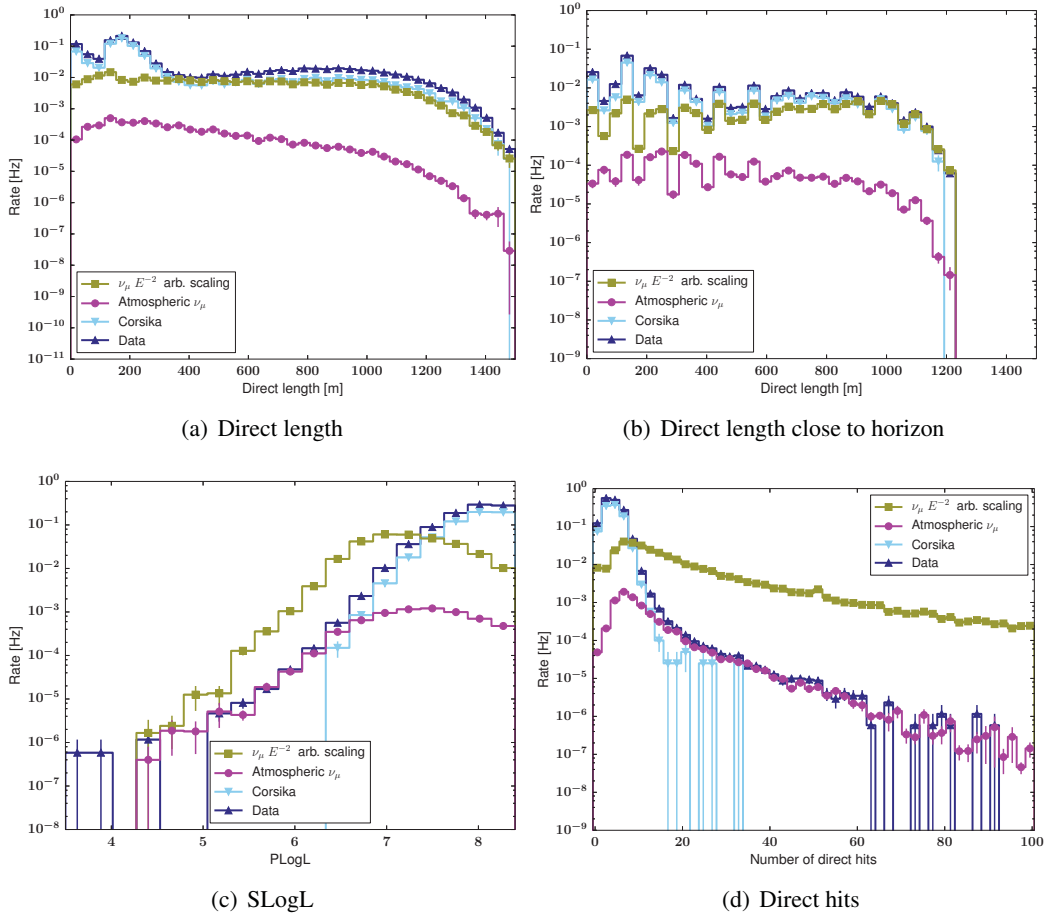 10⁰
10⁻¹
10⁻²
10⁻³
10⁻⁴
10⁻⁵
10⁻⁶
10⁻⁷
10⁻⁸
10⁻⁹
10⁻¹⁰
10⁻¹¹
Rate [Hz]
ν_μ E⁻² arb. scaling
Atmospheric ν_μ
Corsika
Data
0 200 400 600 800 1000 1200 1400
Direct length [m]
(a) Direct length
10⁰
10⁻¹
10⁻²
10⁻³
10⁻⁴
10⁻⁵
10⁻⁶
10⁻⁷
10⁻⁸
10⁻⁹
Rate [Hz]
ν_μ E⁻² arb. scaling
Atmospheric ν_μ
Corsika
Data
0 200 400 600 800 1000 1200 1400
Direct length [m]
(b) Direct length close to horizon
10⁰
10⁻¹
10⁻²
10⁻³
10⁻⁴
10⁻⁵
10⁻⁶
10⁻⁷
10⁻⁸
Rate [Hz]
ν_μ E⁻² arb. scaling
Atmospheric ν_μ
Corsika
Data
4 5 6 7 8
PLogL
(c) SLogL
10⁰
10⁻¹
10⁻²
10⁻³
10⁻⁴
10⁻⁵
10⁻⁶
10⁻⁷
10⁻⁸
10⁻⁹
Rate [Hz]
ν_μ E⁻² arb. scaling
Atmospheric ν_μ
Corsika
Data
0 20 40 60 80 100
Number of direct hits
(d) Direct hits